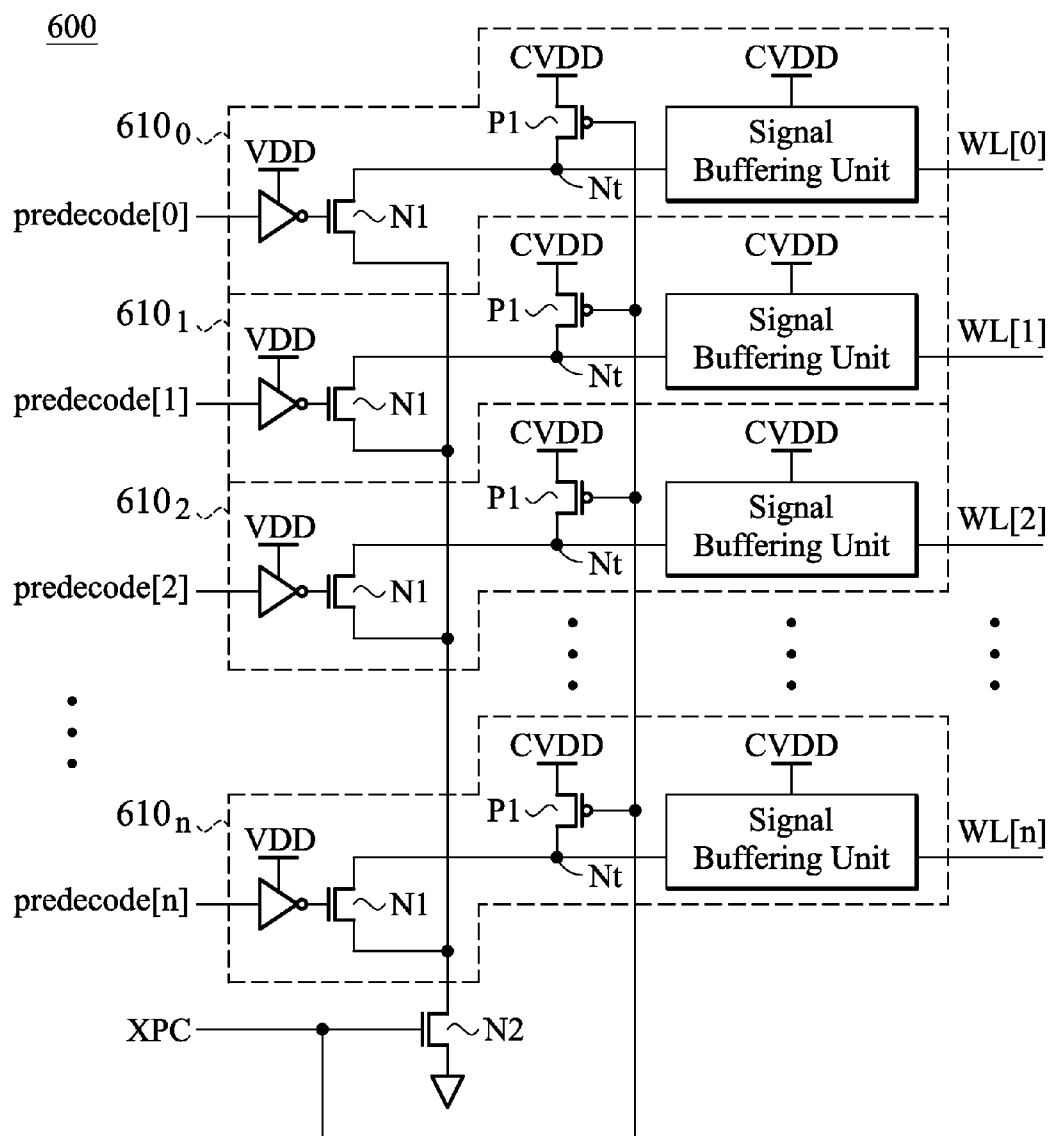 600
CVDD CVDD
610₀ P1 Signal Buffering Unit WL[0]
VDD
Nt
predecode[0] N1
CVDD CVDD
610₁ P1 Signal Buffering Unit WL[1]
VDD
Nt
predecode[1] N1
CVDD CVDD
610₂ P1 Signal Buffering Unit WL[2]
VDD
Nt
predecode[2] N1
CVDD CVDD
610ₙ P1 Signal Buffering Unit WL[n]
VDD
Nt
predecode[n] N1
XPC N2